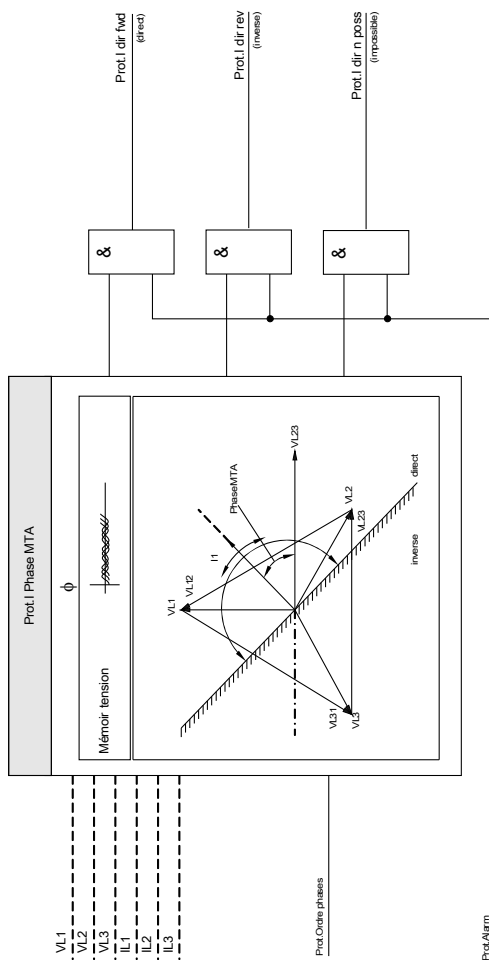 Prot.I dir fwd
(direct)
Prot.I dir rev
(inverse)
Prot.I dir n poss
(impossible)
&
&
&
Prot.I Phase MTA
φ
Mémoir tension
VL1
VL12
I1
PhaseMTA
VL23
VL2
VL23
VL31
VL3
direct
inverse
VL1
VL2
VL3
IL1
IL2
IL3
Prot.Ordre phases
Prot.Alarm